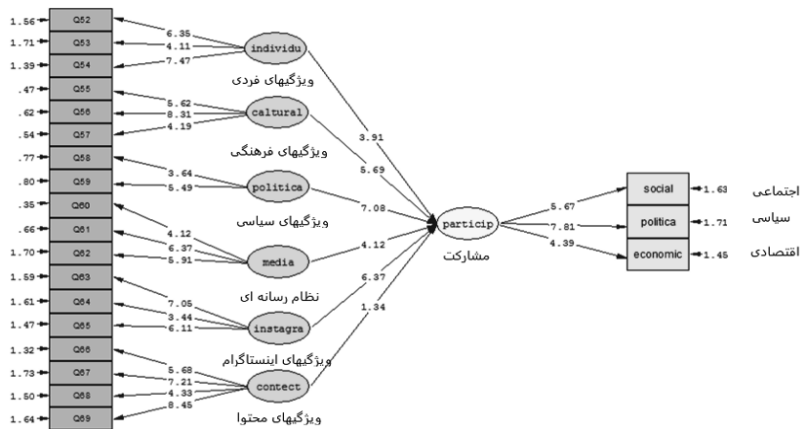 1.56 Q52
1.71 Q53
1.39 Q54
.47 Q55
.62 Q56
.54 Q57
.77 Q58
.80 Q59
.35 Q60
.66 Q61
1.70 Q62
1.59 Q63
1.61 Q64
1.47 Q65
1.32 Q66
1.73 Q67
1.50 Q68
1.64 Q69
6.35
4.11
7.47
5.62
8.31
4.19
3.64
5.49
4.12
6.37
5.91
7.05
3.44
6.11
5.68
7.21
4.33
8.45
individu
ویژگیهای فردی
caltural
ویژگیهای فرهنگی
politica
ویژگیهای سیاسی
media
نظام رسانه ای
instagra
ویژگیهای اینستاگرام
contect
ویژگیهای محتوا
3.91
5.69
7.08
4.12
6.37
1.34
particip
مشارکت
5.67
7.81
4.39
social 1.63 اجتماعی
politica 1.71 سیاسی
economic 1.45 اقتصادی